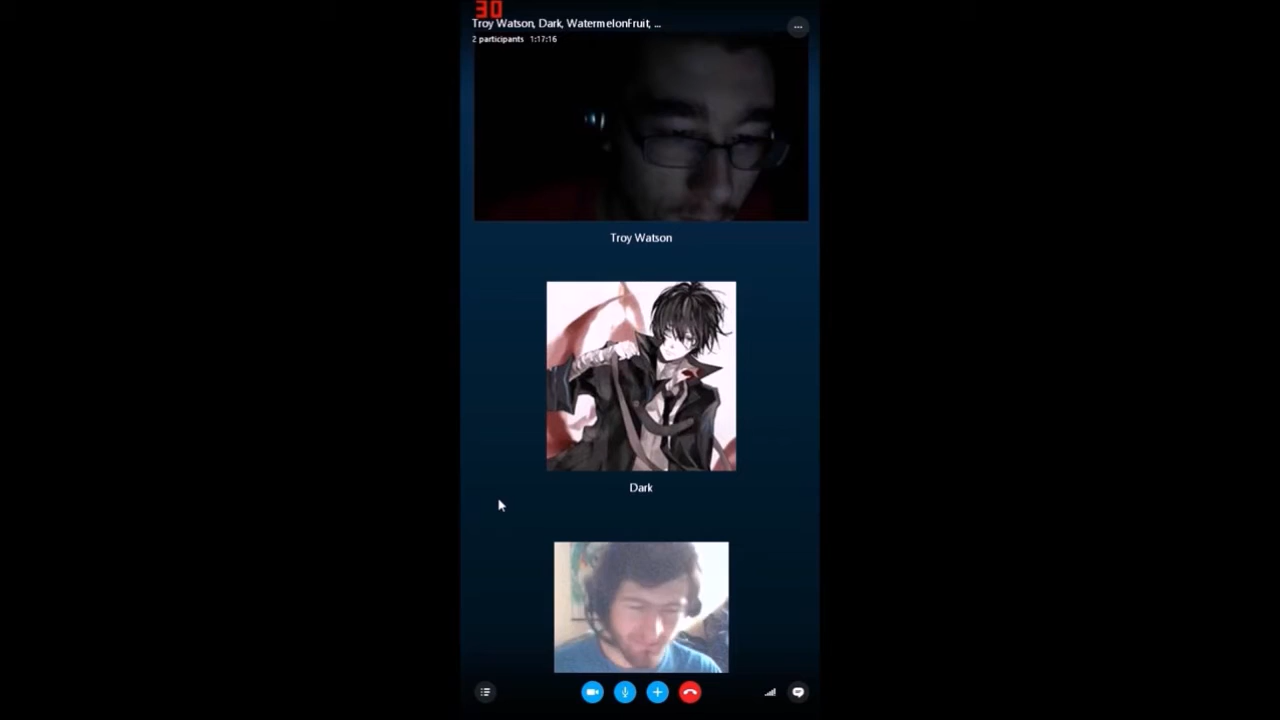 30
Troy Watson, Dark, WatermelonFruit, ...
2 participants 1:17:16
Troy Watson
Dark